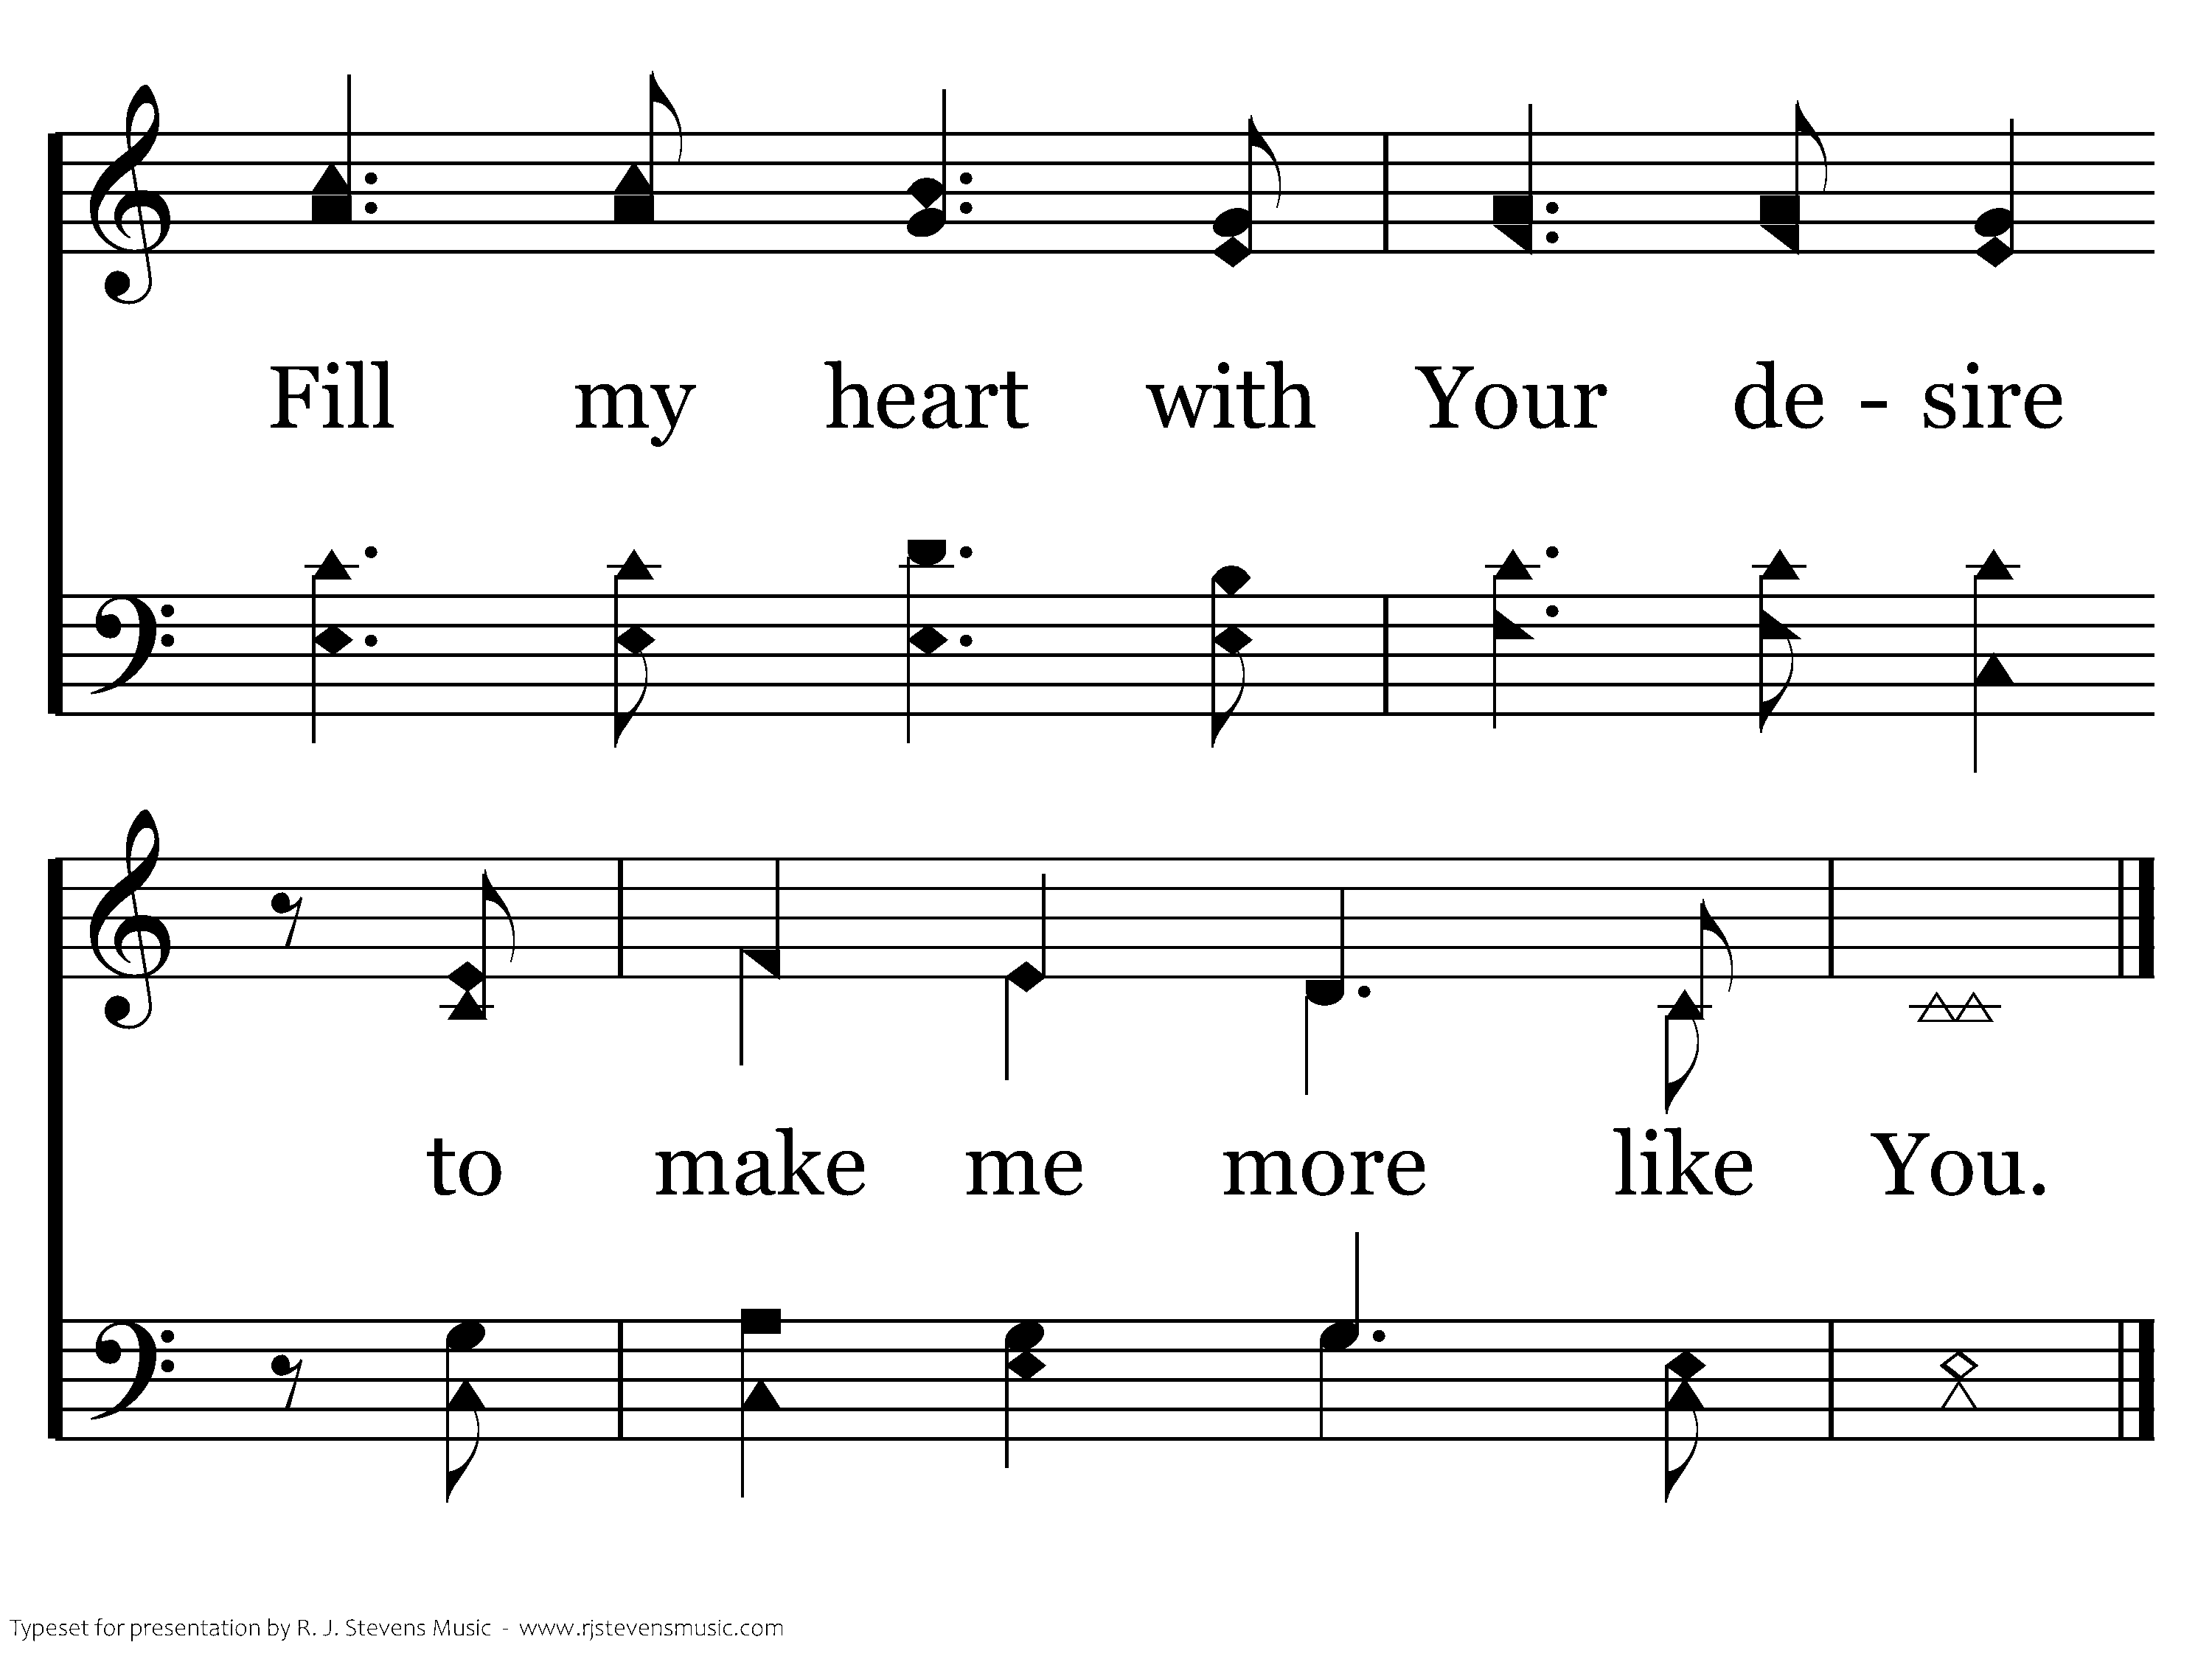 Fill my heart with Your de - sire
to make me more like You.
Typeset for presentation by R. J. Stevens Music - www.rjstevensmusic.com